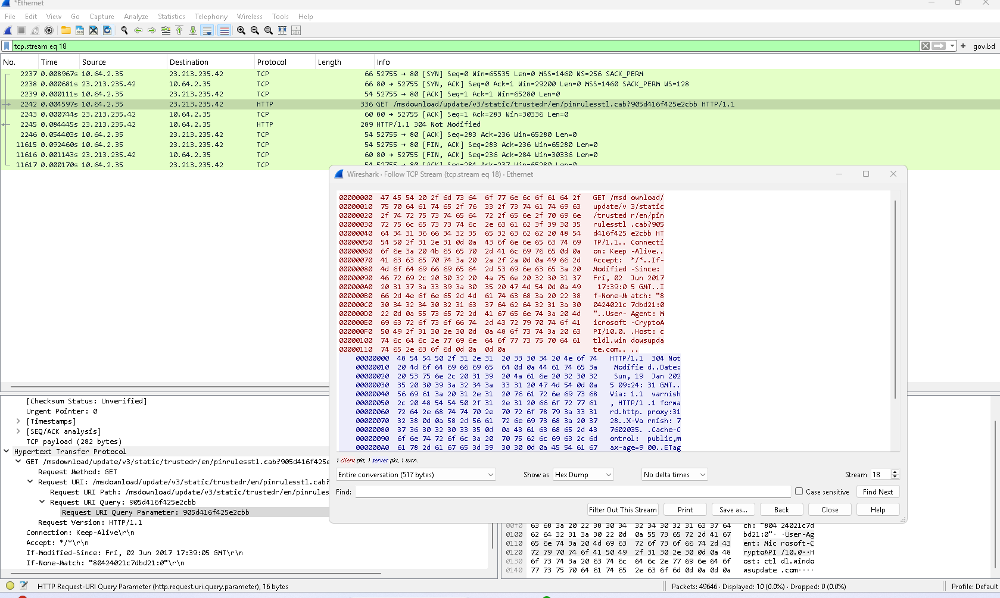 *Ethernet
File Edit View Go Capture Analyze Statistics Telephony Wireless Tools Help
tcp.stream eq 18 + gov.bd
No. Time Source Destination Protocol Length Info
2237 0.008967s 10.64.2.35 23.213.235.42 TCP 66 52755 → 80 [SYN] Seq=0 Win=65535 Len=0 MSS=1460 WS=256 SACK_PERM
2238 0.000681s 23.213.235.42 10.64.2.35 TCP 66 80 → 52755 [SYN, ACK] Seq=0 Ack=1 Win=29200 Len=0 MSS=1460 SACK_PERM WS=128
2239 0.000111s 10.64.2.35 23.213.235.42 TCP 54 52755 → 80 [ACK] Seq=1 Ack=1 Win=65280 Len=0
2242 0.004597s 10.64.2.35 23.213.235.42 HTTP 336 GET /msdownload/update/v3/static/trustedr/en/pinrulesstl.cab?905d416f425e2cbb HTTP/1.1
2243 0.000744s 23.213.235.42 10.64.2.35 TCP 60 80 → 52755 [ACK] Seq=1 Ack=283 Win=30336 Len=0
2245 0.084445s 23.213.235.42 10.64.2.35 HTTP 289 HTTP/1.1 304 Not Modified
2246 0.054403s 10.64.2.35 23.213.235.42 TCP 54 52755 → 80 [ACK] Seq=283 Ack=236 Win=65280 Len=0
11615 0.092460s 10.64.2.35 23.213.235.42 TCP 54 52755 → 80 [FIN, ACK] Seq=283 Ack=236 Win=65280 Len=0
11616 0.001143s 23.213.235.42 10.64.2.35 TCP 60 80 → 52755 [FIN, ACK] Seq=236 Ack=284 Win=30336 Len=0
11617 0.000170s 10.64.2.35 23.213.235.42 TCP 54 52755 → 80 [ACK] Seq=284 Ack=237 Win=65280 Len=0
Wireshark · Follow TCP Stream (tcp.stream eq 18) · Ethernet
00000000 47 45 54 20 2f 6d 73 64 6f 77 6e 6c 6f 61 64 2f GET /msd ownload/
00000010 75 70 64 61 74 65 2f 76 33 2f 73 74 61 74 69 63 update/v 3/static
00000020 2f 74 72 75 73 74 65 64 72 2f 65 6e 2f 70 69 6e /trusted r/en/pin
00000030 72 75 6c 65 73 73 74 6c 2e 63 61 62 3f 39 30 35 rulesstl .cab?905
00000040 64 34 31 36 66 34 32 35 65 32 63 62 62 20 48 54 d416f425 e2cbb HT
00000050 54 50 2f 31 2e 31 0d 0a 43 6f 6e 6e 65 63 74 69 TP/1.1.. Connecti
00000060 6f 6e 3a 20 4b 65 65 70 2d 41 6c 69 76 65 0d 0a on: Keep -Alive..
00000070 41 63 63 65 70 74 3a 20 2a 2f 2a 0d 0a 49 66 2d Accept: */*..If-
00000080 4d 6f 64 69 66 69 65 64 2d 53 69 6e 63 65 3a 20 Modified -Since:
00000090 46 72 69 2c 20 30 32 20 4a 75 6e 20 32 30 31 37 Fri, 02 Jun 2017
000000A0 20 31 37 3a 33 39 3a 30 35 20 47 4d 54 0d 0a 49 17:39:0 5 GMT..I
000000B0 66 2d 4e 6f 6e 65 2d 4d 61 74 63 68 3a 20 22 38 f-None-M atch: "8
000000C0 30 34 32 34 30 32 31 63 37 64 62 64 32 31 3a 30 0424021c 7dbd21:0
000000D0 22 0d 0a 55 73 65 72 2d 41 67 65 6e 74 3a 20 4d "..User- Agent: M
000000E0 69 63 72 6f 73 6f 66 74 2d 43 72 79 70 74 6f 41 icrosoft -CryptoA
000000F0 50 49 2f 31 30 2e 30 0d 0a 48 6f 73 74 3a 20 63 PI/10.0. .Host: c
00000100 74 6c 64 6c 2e 77 69 6e 64 6f 77 73 75 70 64 61 tldl.win dowsupda
00000110 74 65 2e 63 6f 6d 0d 0a 0d 0a te.com.. ..
00000000 48 54 54 50 2f 31 2e 31 20 33 30 34 20 4e 6f 74 HTTP/1.1 304 Not
00000010 20 4d 6f 64 69 66 69 65 64 0d 0a 44 61 74 65 3a Modifie d..Date:
00000020 20 53 75 6e 2c 20 31 39 20 4a 61 6e 20 32 30 32 Sun, 19 Jan 202
00000030 35 20 30 39 3a 32 34 3a 33 31 20 47 4d 54 0d 0a 5 09:24: 31 GMT..
00000040 56 69 61 3a 20 31 2e 31 20 76 61 72 6e 69 73 68 Via: 1.1 varnish
00000050 2c 20 48 54 54 50 2f 31 2e 31 20 66 6f 72 77 61 , HTTP/1 .1 forwa
00000060 72 64 2e 68 74 74 70 2e 70 72 6f 78 79 3a 33 31 rd.http. proxy:31
00000070 32 38 0d 0a 58 2d 56 61 72 6e 69 73 68 3a 20 37 28..X-Va rnish: 7
00000080 37 36 30 32 30 33 35 0d 0a 43 61 63 68 65 2d 43 7602035. .Cache-C
00000090 6f 6e 74 72 6f 6c 3a 20 70 75 62 6c 69 63 2c 6d ontrol: public,m
000000A0 61 78 2d 61 67 65 3d 39 30 30 0d 0a 45 54 61 67 ax-age=9 00..ETag
1 client pkt, 1 server pkt, 1 turn.
Entire conversation (517 bytes) Show as Hex Dump No delta times Stream 18
Find: Case sensitive Find Next
Filter Out This Stream Print Save as... Back Close Help
[Checksum Status: Unverified]
Urgent Pointer: 0
[Timestamps]
[SEQ/ACK analysis]
TCP payload (282 bytes)
Hypertext Transfer Protocol
GET /msdownload/update/v3/static/trustedr/en/pinrulesstl.cab?905d416f425e
Request Method: GET
Request URI: /msdownload/update/v3/static/trustedr/en/pinrulesstl.cab?
Request URI Path: /msdownload/update/v3/static/trustedr/en/pinrules
Request URI Query: 905d416f425e2cbb
Request URI Query Parameter: 905d416f425e2cbb
Request Version: HTTP/1.1
Connection: Keep-Alive\r\n
Accept: */*\r\n
If-Modified-Since: Fri, 02 Jun 2017 17:39:05 GMT\r\n
If-None-Match: "80424021c7dbd21:0"\r\n
00f0 63 68 3a 20 22 38 30 34 32 34 30 32 31 63 37 64 ch: "804 24021c7d
0100 62 64 32 31 3a 30 22 0d 0a 55 73 65 72 2d 41 67 bd21:0"· ·User-Ag
0110 65 6e 74 3a 20 4d 69 63 72 6f 73 6f 66 74 2d 43 ent: Mic rosoft-C
0120 72 79 70 74 6f 41 50 49 2f 31 30 2e 30 0d 0a 48 ryptoAPI /10.0··H
0130 6f 73 74 3a 20 63 74 6c 64 6c 2e 77 69 6e 64 6f ost: ctl dl.windo
0140 77 73 75 70 64 61 74 65 2e 63 6f 6d 0d 0a 0d 0a wsupdate .com····
HTTP Request-URI Query Parameter (http.request.uri.query.parameter), 16 bytes Packets: 49646 · Displayed: 10 (0.0%) · Dropped: 0 (0.0%) Profile: Default